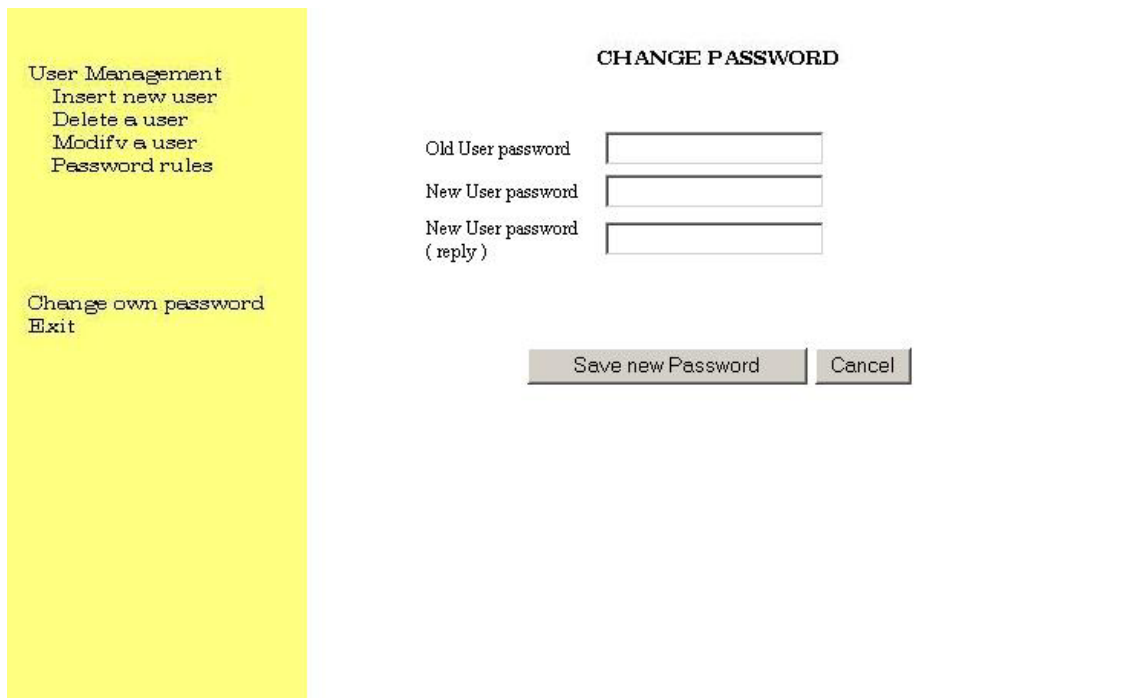 User Management
Insert new user
Delete a user
Modify a user
Password rules
Change own password
Exit
CHANGE PASSWORD
Old User password
New User password
New User password
( reply )
Save new Password
Cancel